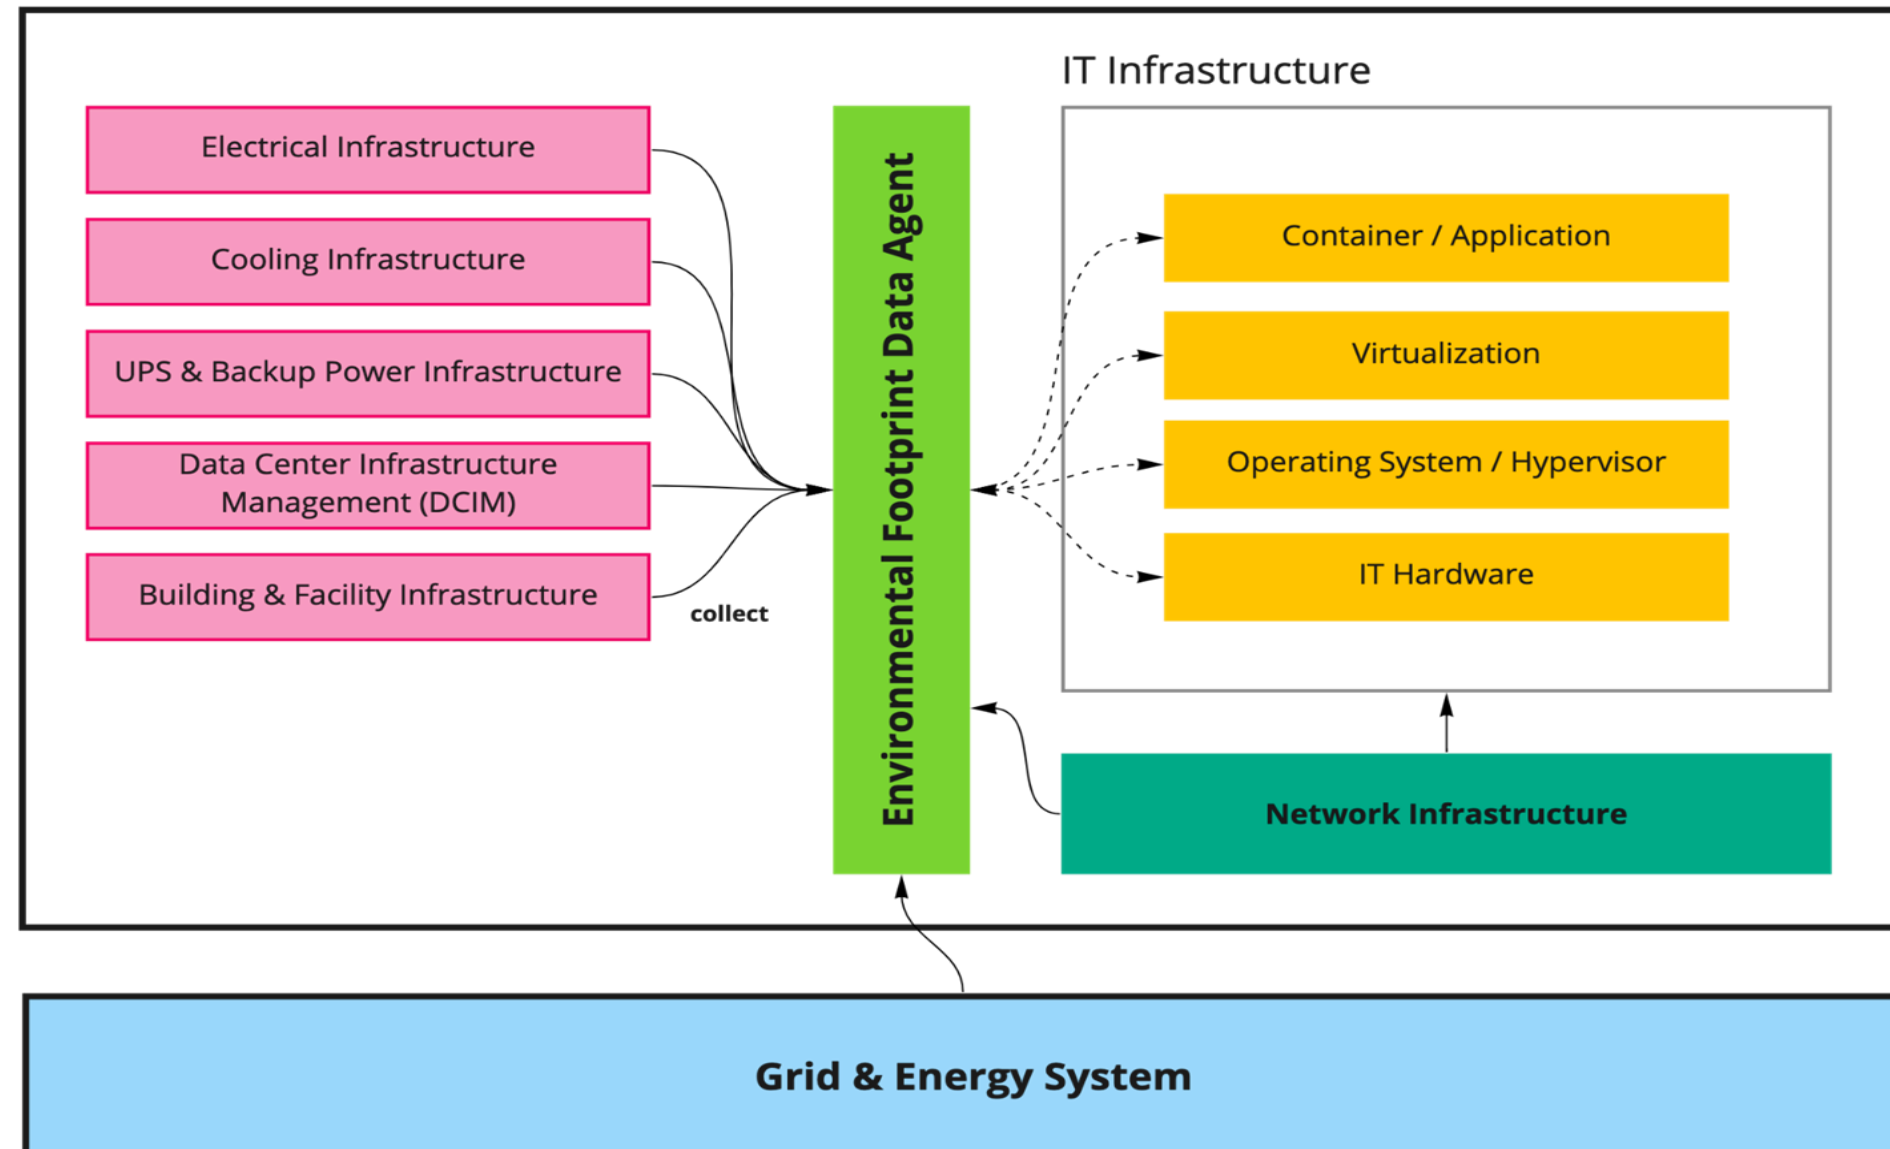 IT Infrastructure
Electrical Infrastructure
Cooling Infrastructure
UPS & Backup Power Infrastructure
Data Center Infrastructure
Management (DCIM)
Building & Facility Infrastructure
collect
Environmental Footprint Data Agent
Container / Application
Virtualization
Operating System / Hypervisor
IT Hardware
Network Infrastructure
Grid & Energy System